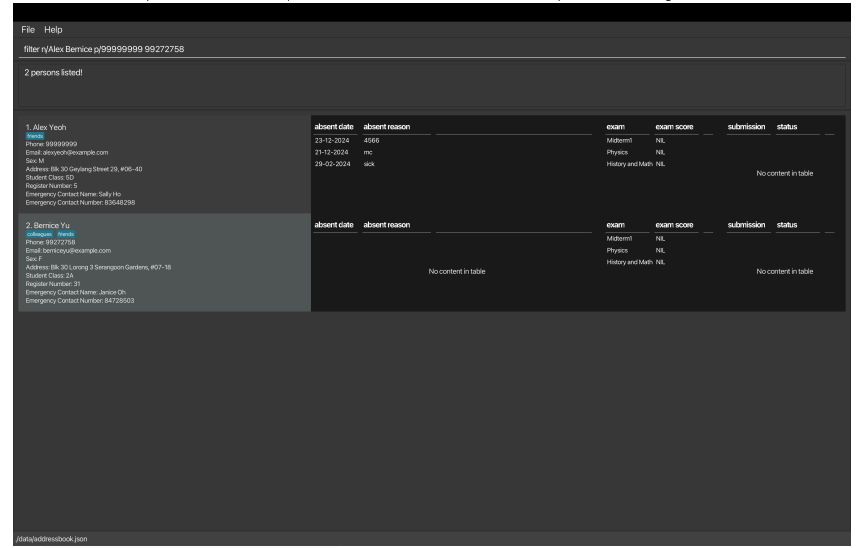 File Help
filter n/Alex Bernice p/99999999 99272758
2 persons listed!
1. Alex Yeoh
friends
Phone: 99999999
Email: alexyeoh@example.com
Sex: M
Address: Blk 30 Geylang Street 29, #06-40
Student Class: 5D
Register Number: 5
Emergency Contact Name: Sally Ho
Emergency Contact Number: 83648298
absent date absent reason
23-12-2024 4566
21-12-2024 mc
29-02-2024 sick
exam exam score
Midterm1 NIL
Physics NIL
History and Math NIL
submission status
No content in table
2. Bernice Yu
colleagues friends
Phone: 99272758
Email: berniceyu@example.com
Sex: F
Address: Blk 30 Lorong 3 Serangoon Gardens, #07-18
Student Class: 2A
Register Number: 31
Emergency Contact Name: Janice Oh
Emergency Contact Number: 84728503
absent date absent reason
No content in table
exam exam score
Midterm1 NIL
Physics NIL
History and Math NIL
submission status
No content in table
/data/addressbook.json